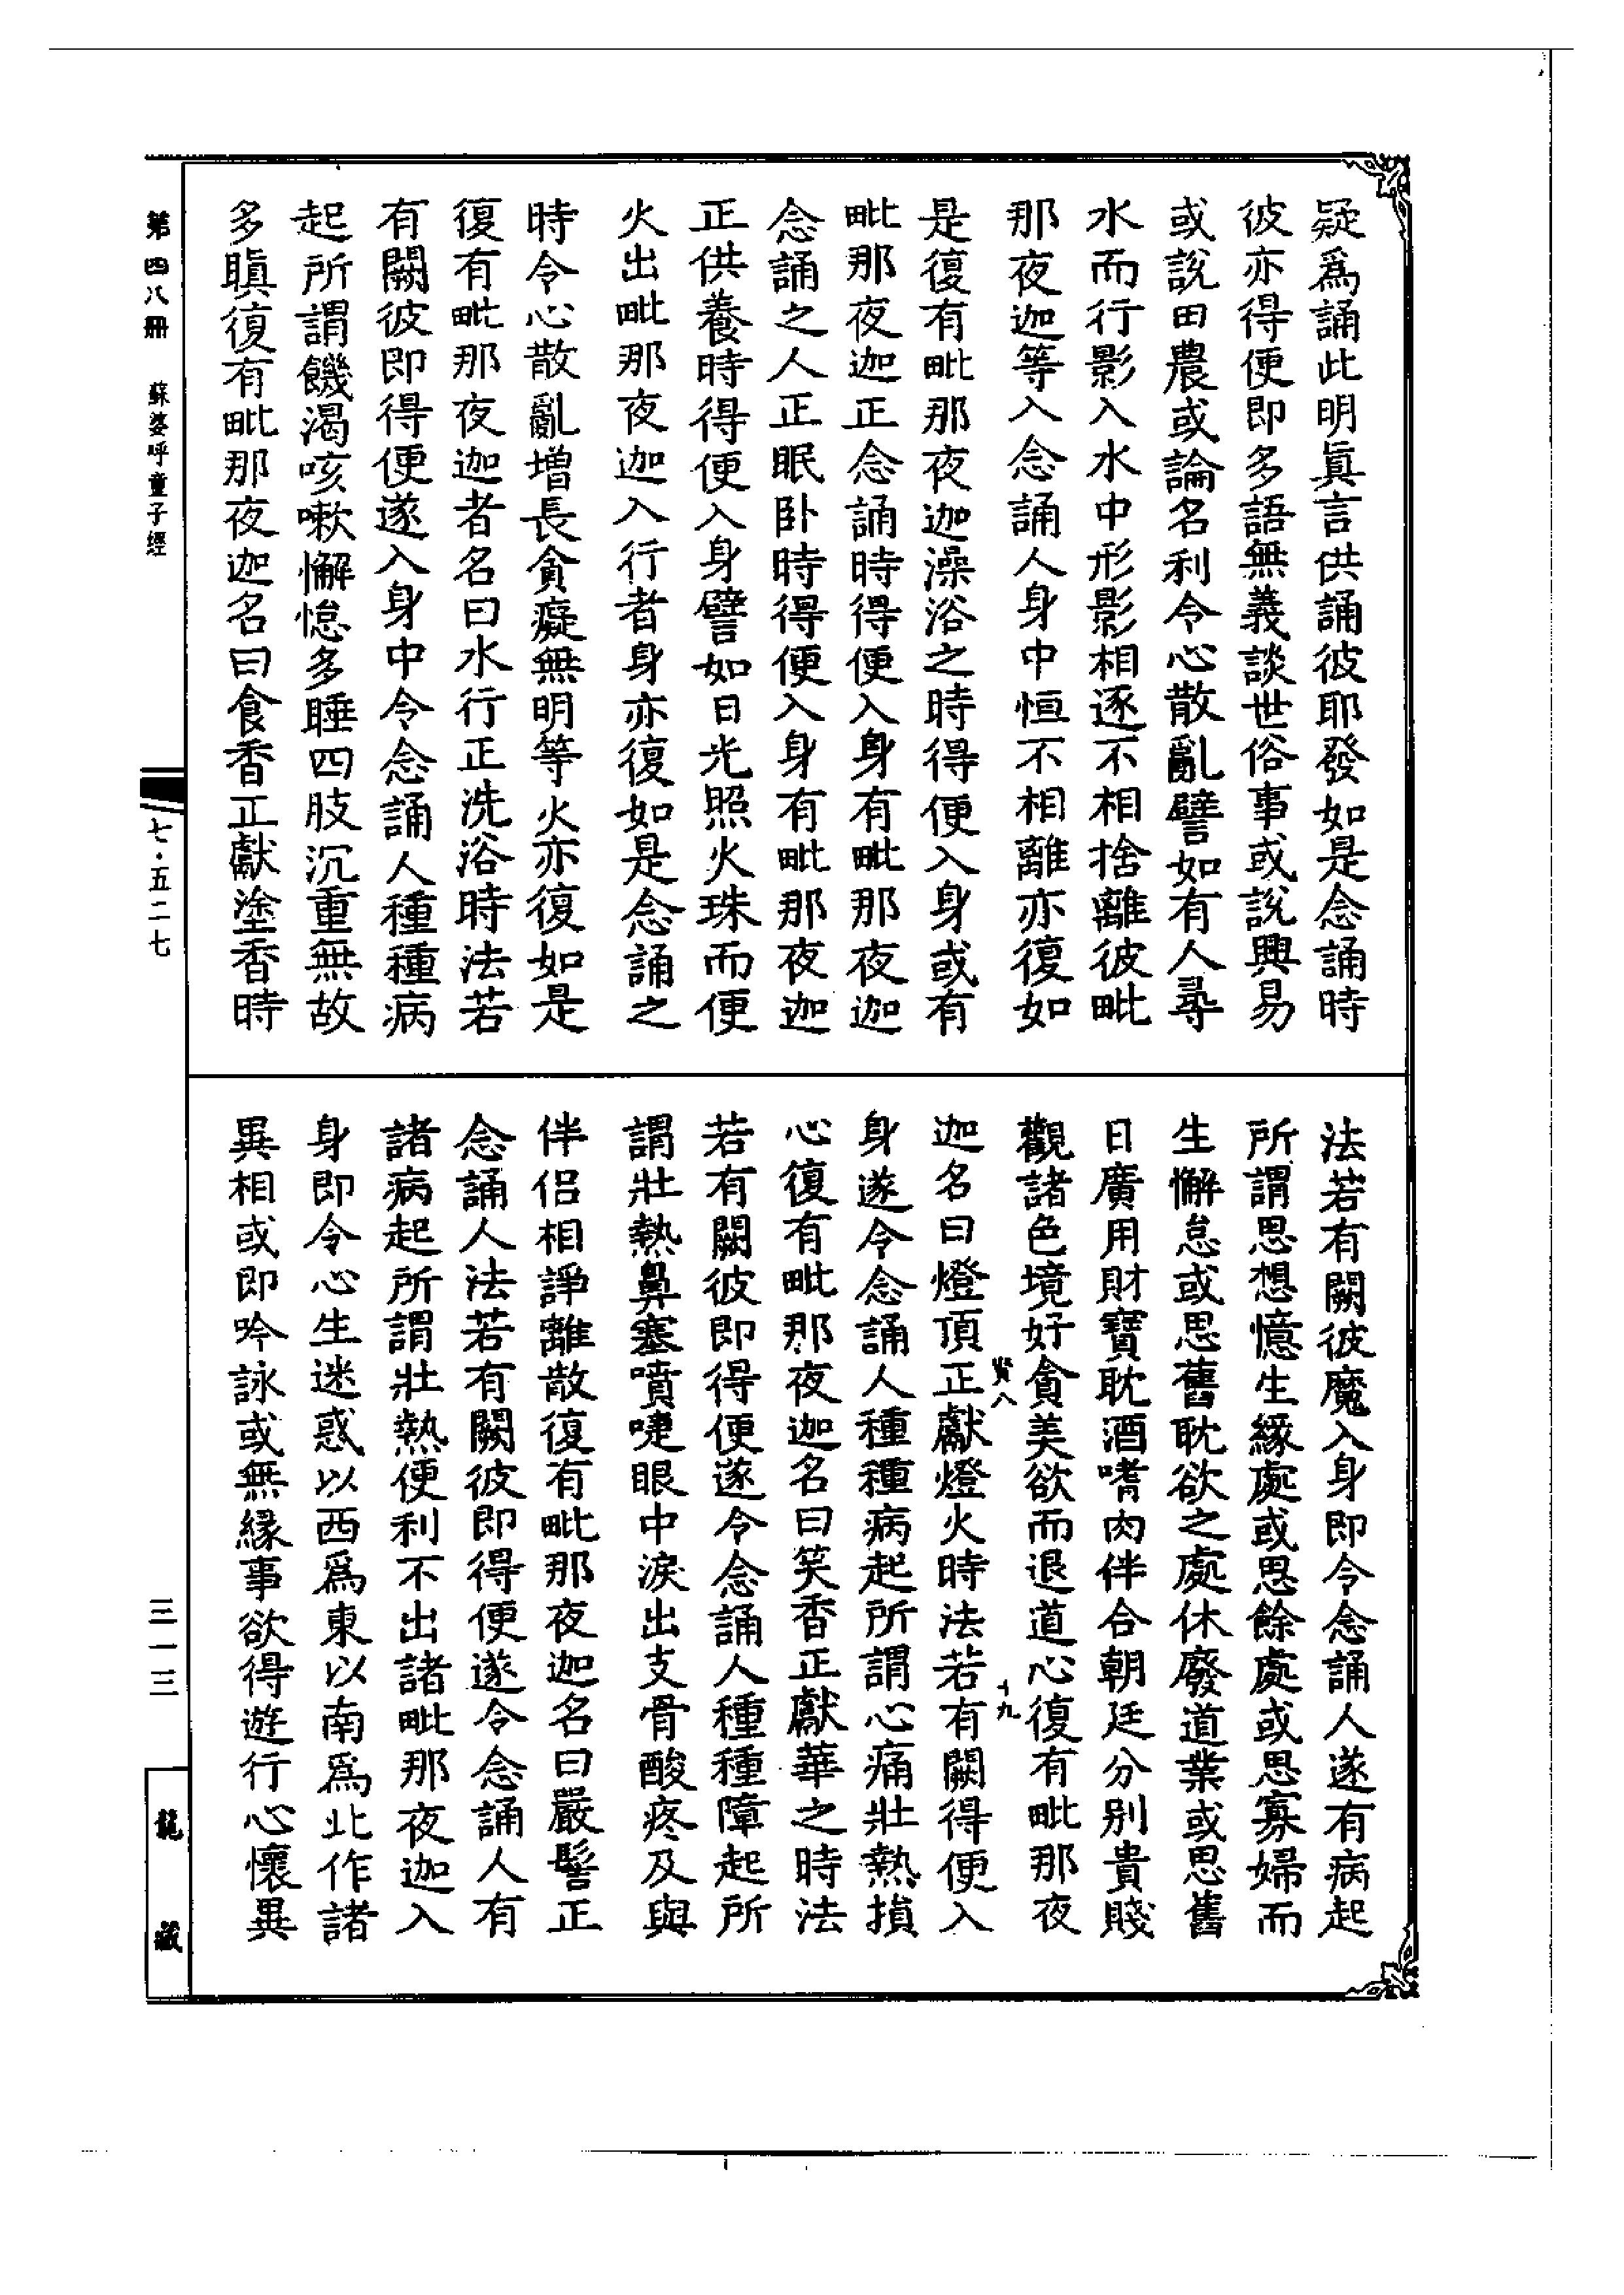 疑爲誦此明眞言供誦彼耶發如是念誦時
彼亦得便即多語無義談世俗事或說興易
或說田農或論名利令心散亂譬如有人尋
水而行影入水中形影相逐不相捨離彼毗
那夜迦等入念誦人身中恒不相離亦復如
是復有毗那夜迦澡浴之時得便入身或有
毗那夜迦正念誦時得便入身有毗那夜迦
念誦之人正眠卧時得便入身有毗那夜迦
正供養時得便入身譬如日光照火珠而便
火出毗那夜迦入行者身亦復如是念誦之
時令心散亂增長貪癡無明等火亦復如是
復有毗那夜迦者名曰水行正洗浴時法若
有闕彼即得便遂入身中令念誦人種種病
起所謂饑渴咳嗽懈怠多睡四肢沉重無故
多瞋復有毗那夜迦名曰食香正獻塗香時
法若有闕彼魔入身即令念誦人遂有病起
所謂思想憶生緣處或思餘處或思寡婦而
生懈怠或思舊耽欲之處休廢道業或思舊
日廣用財寶耽酒嗜肉伴合朝廷分别貴賤
觀諸色境好貪美欲而退道心復有毗那夜
賢八 十九
迦名曰燈頂正獻燈火時法若有闕得便入
身遂令念誦人種種病起所謂心痛壯熱損
心復有毗那夜迦名曰笑香正獻華之時法
若有闕彼即得便遂令念誦人種種障起所
謂壯熱鼻塞噴嚏眼中淚出支骨酸疼及與
伴侶相諍離散復有毗那夜迦名曰嚴髻正
念誦人法若有闕彼即得便遂令念誦人有
諸病起所謂壯熱便利不出諸毗那夜迦入
身即令心生迷惑以西爲東以南爲北作諸
異相或即吟詠或無緣事欲得遊行心懷異
第四八冊 蘇婆呼童子經
七·五二七
三一三
龍藏